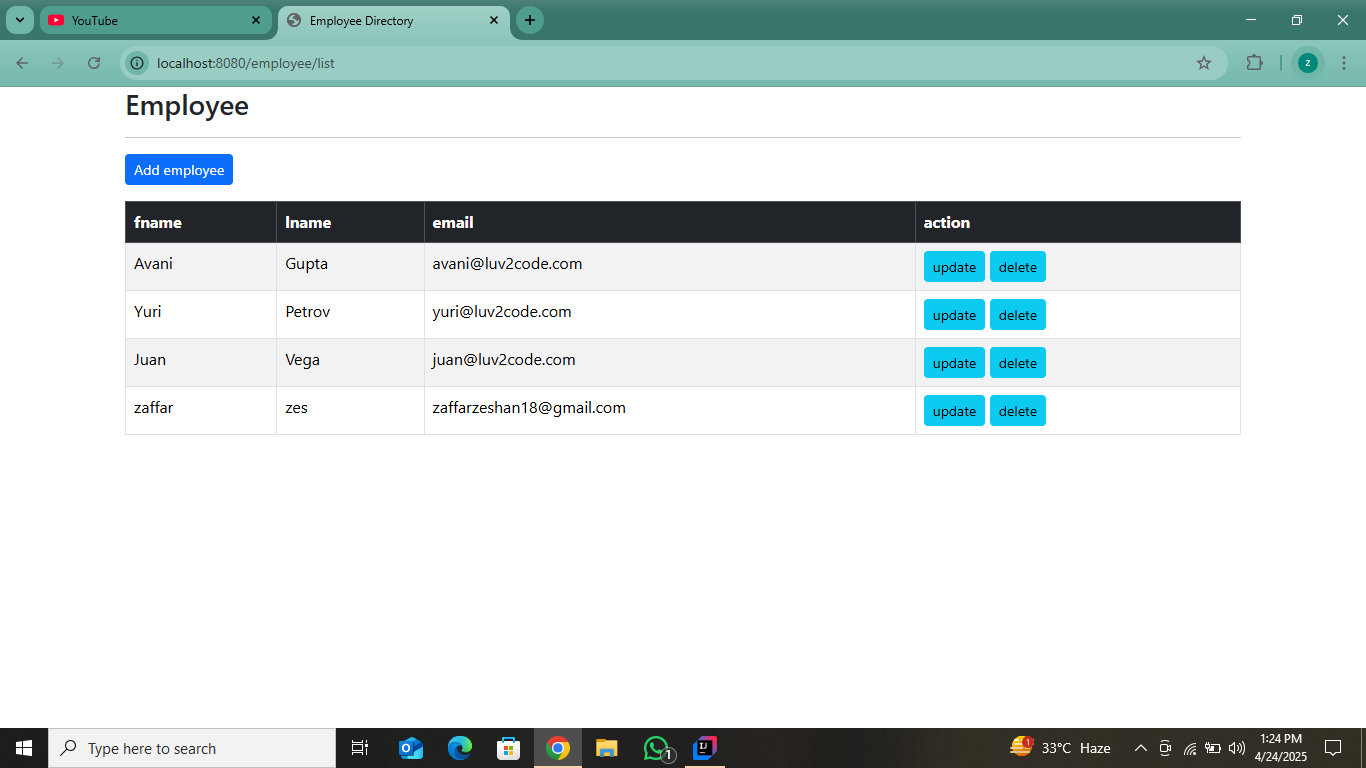 YouTube
Employee Directory
localhost:8080/employee/list
z
Employee
Add employee
fname lname email action
Avani Gupta avani@luv2code.com update delete
Yuri Petrov yuri@luv2code.com update delete
Juan Vega juan@luv2code.com update delete
zaffar zes zaffarzeshan18@gmail.com update delete
Type here to search
1
IJ
1
33°C Haze
1:24 PM
4/24/2025